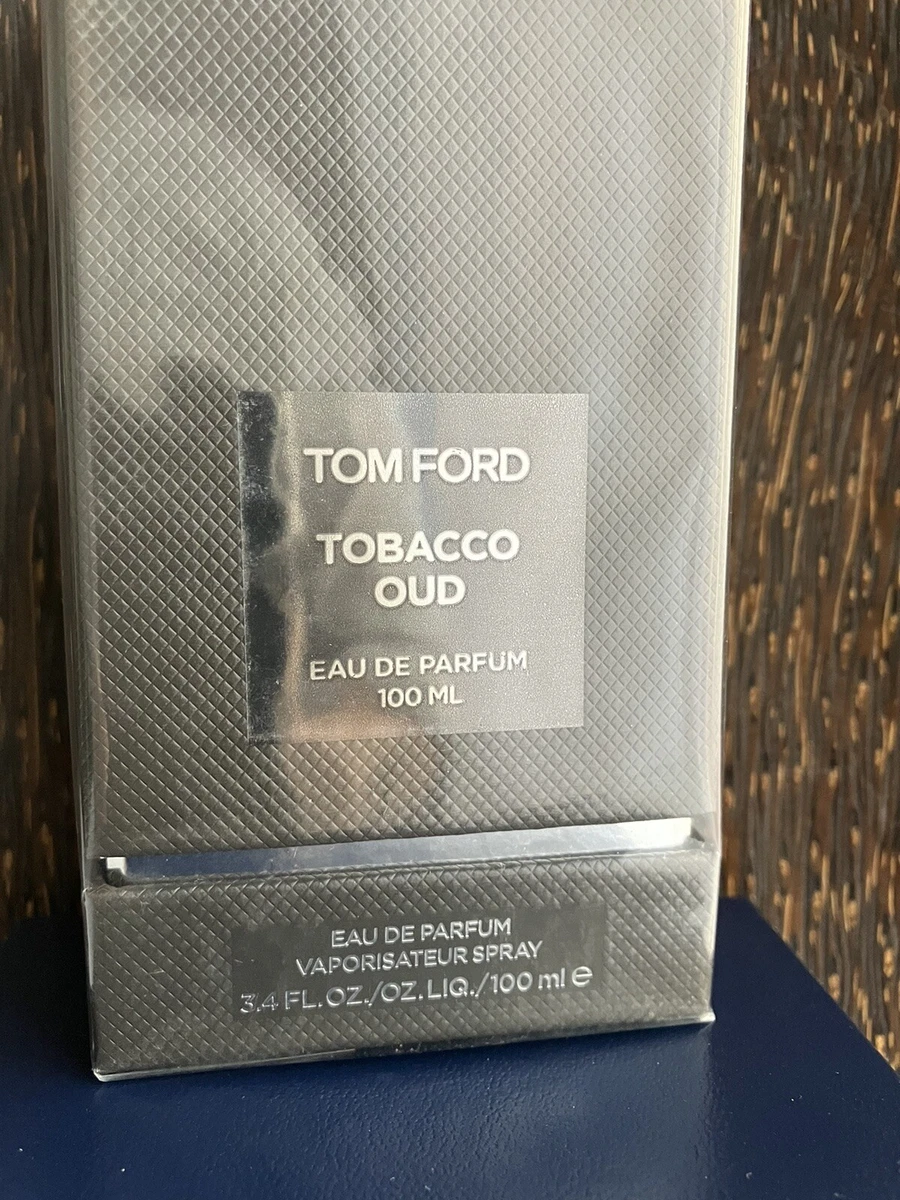 TOM FORD
TOBACCO
OUD
EAU DE PARFUM
100 ML
EAU DE PARFUM
VAPORISATEUR SPRAY
3.4 FL. OZ./OZ. LIQ./100 ml ℮